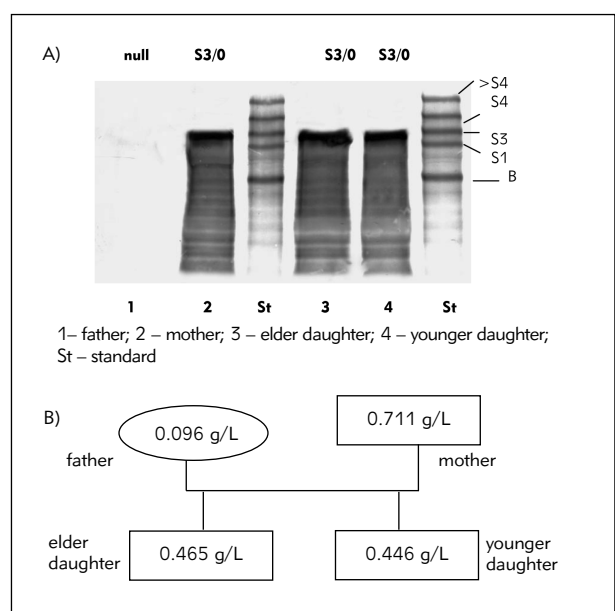 A)
null S3/0 S3/0 S3/0
>S4
S4
S3
S1
B
1 2 St 3 4 St
1– father; 2 – mother; 3 – elder daughter; 4 – younger daughter;
St – standard
B)
0.096 g/L 0.711 g/L
father mother
elder daughter 0.465 g/L 0.446 g/L younger daughter